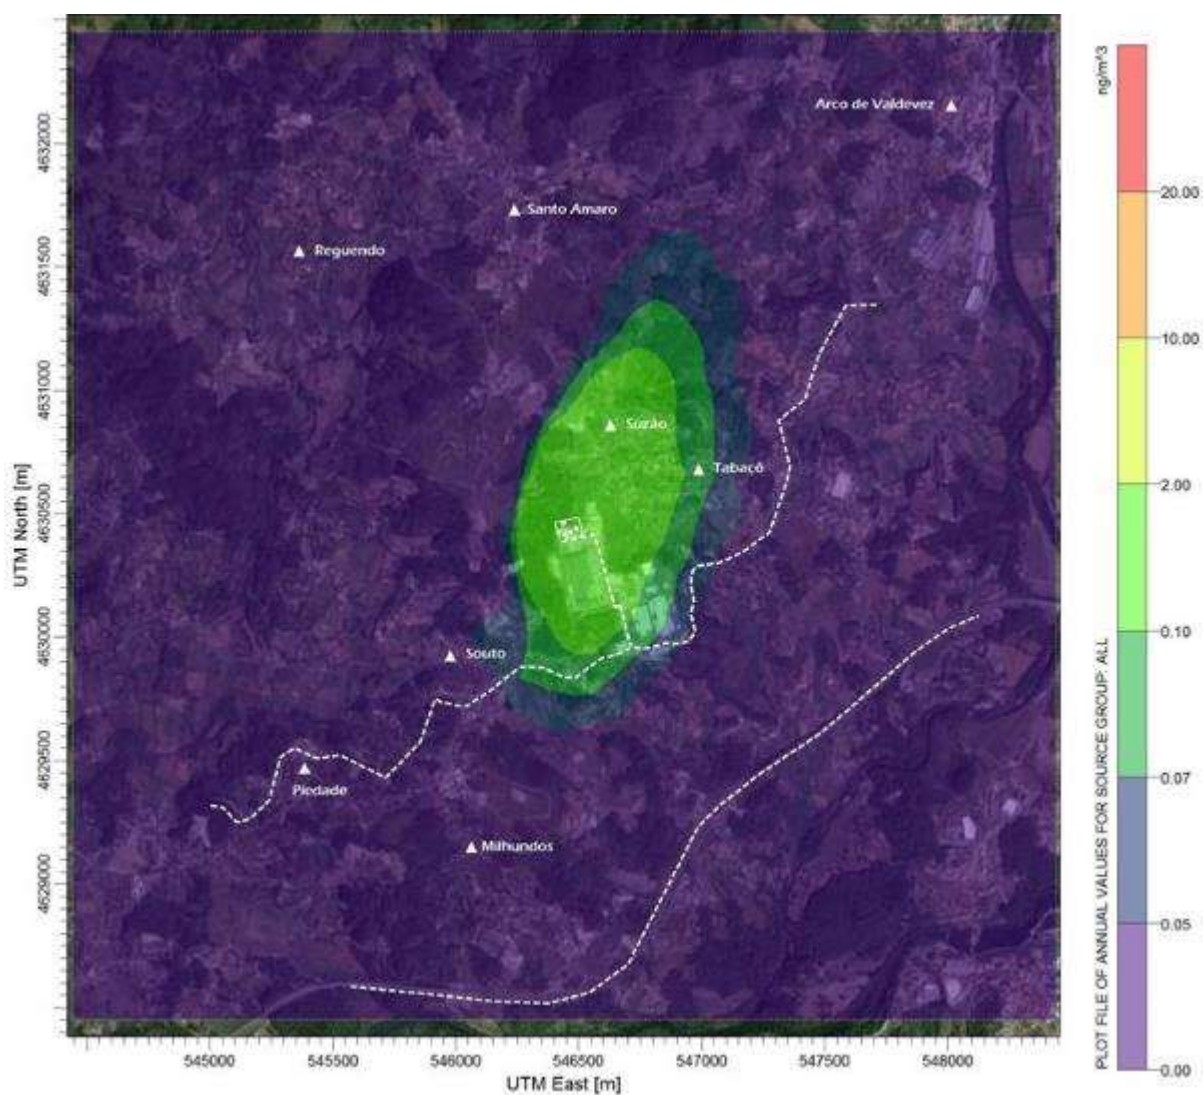 ng/m^3
Arco de Valdevez
Santo Amaro
Reguendo
Suzão
Tabaçô
Souto
Piedade
Milhundos
UTM North [m]
4632000
4631500
4631000
4630500
4630000
4629500
4629000
545000
545500
546000
546500
547000
547500
548000
UTM East [m]
PLOT FILE OF ANNUAL VALUES FOR SOURCE GROUP: ALL
20.00
10.00
2.00
0.10
0.07
0.05
0.00